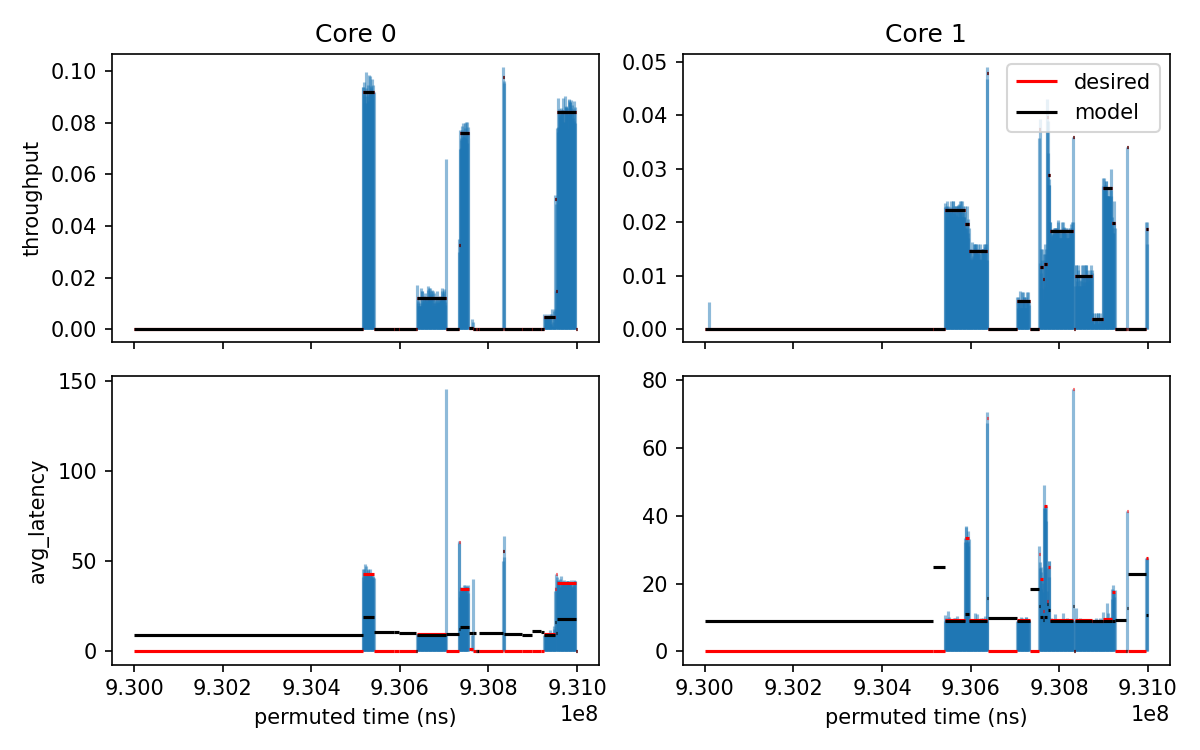 Core 0
Core 1
throughput
0.10
0.08
0.06
0.04
0.02
0.00
0.05
0.04
0.03
0.02
0.01
0.00
desired
model
avg_latency
150
100
50
0
80
60
40
20
0
9.300 9.302 9.304 9.306 9.308 9.310
1e8
permuted time (ns)
9.300 9.302 9.304 9.306 9.308 9.310
1e8
permuted time (ns)